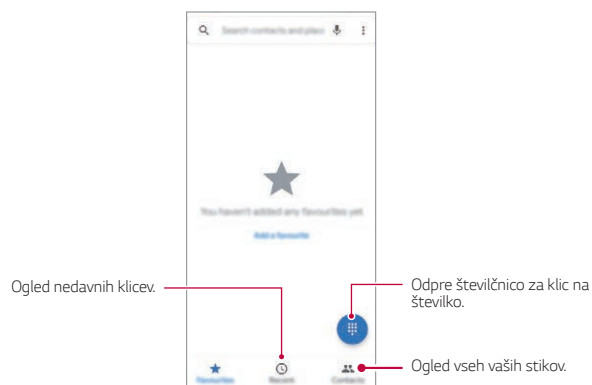 Search contacts and place
You haven't added any favourites yet
Add a favourite
Ogled nedavnih klicev.
Odpre številčnico za klic na
številko.
Ogled vseh vaših stikov.
Favourites
Recent
Contacts